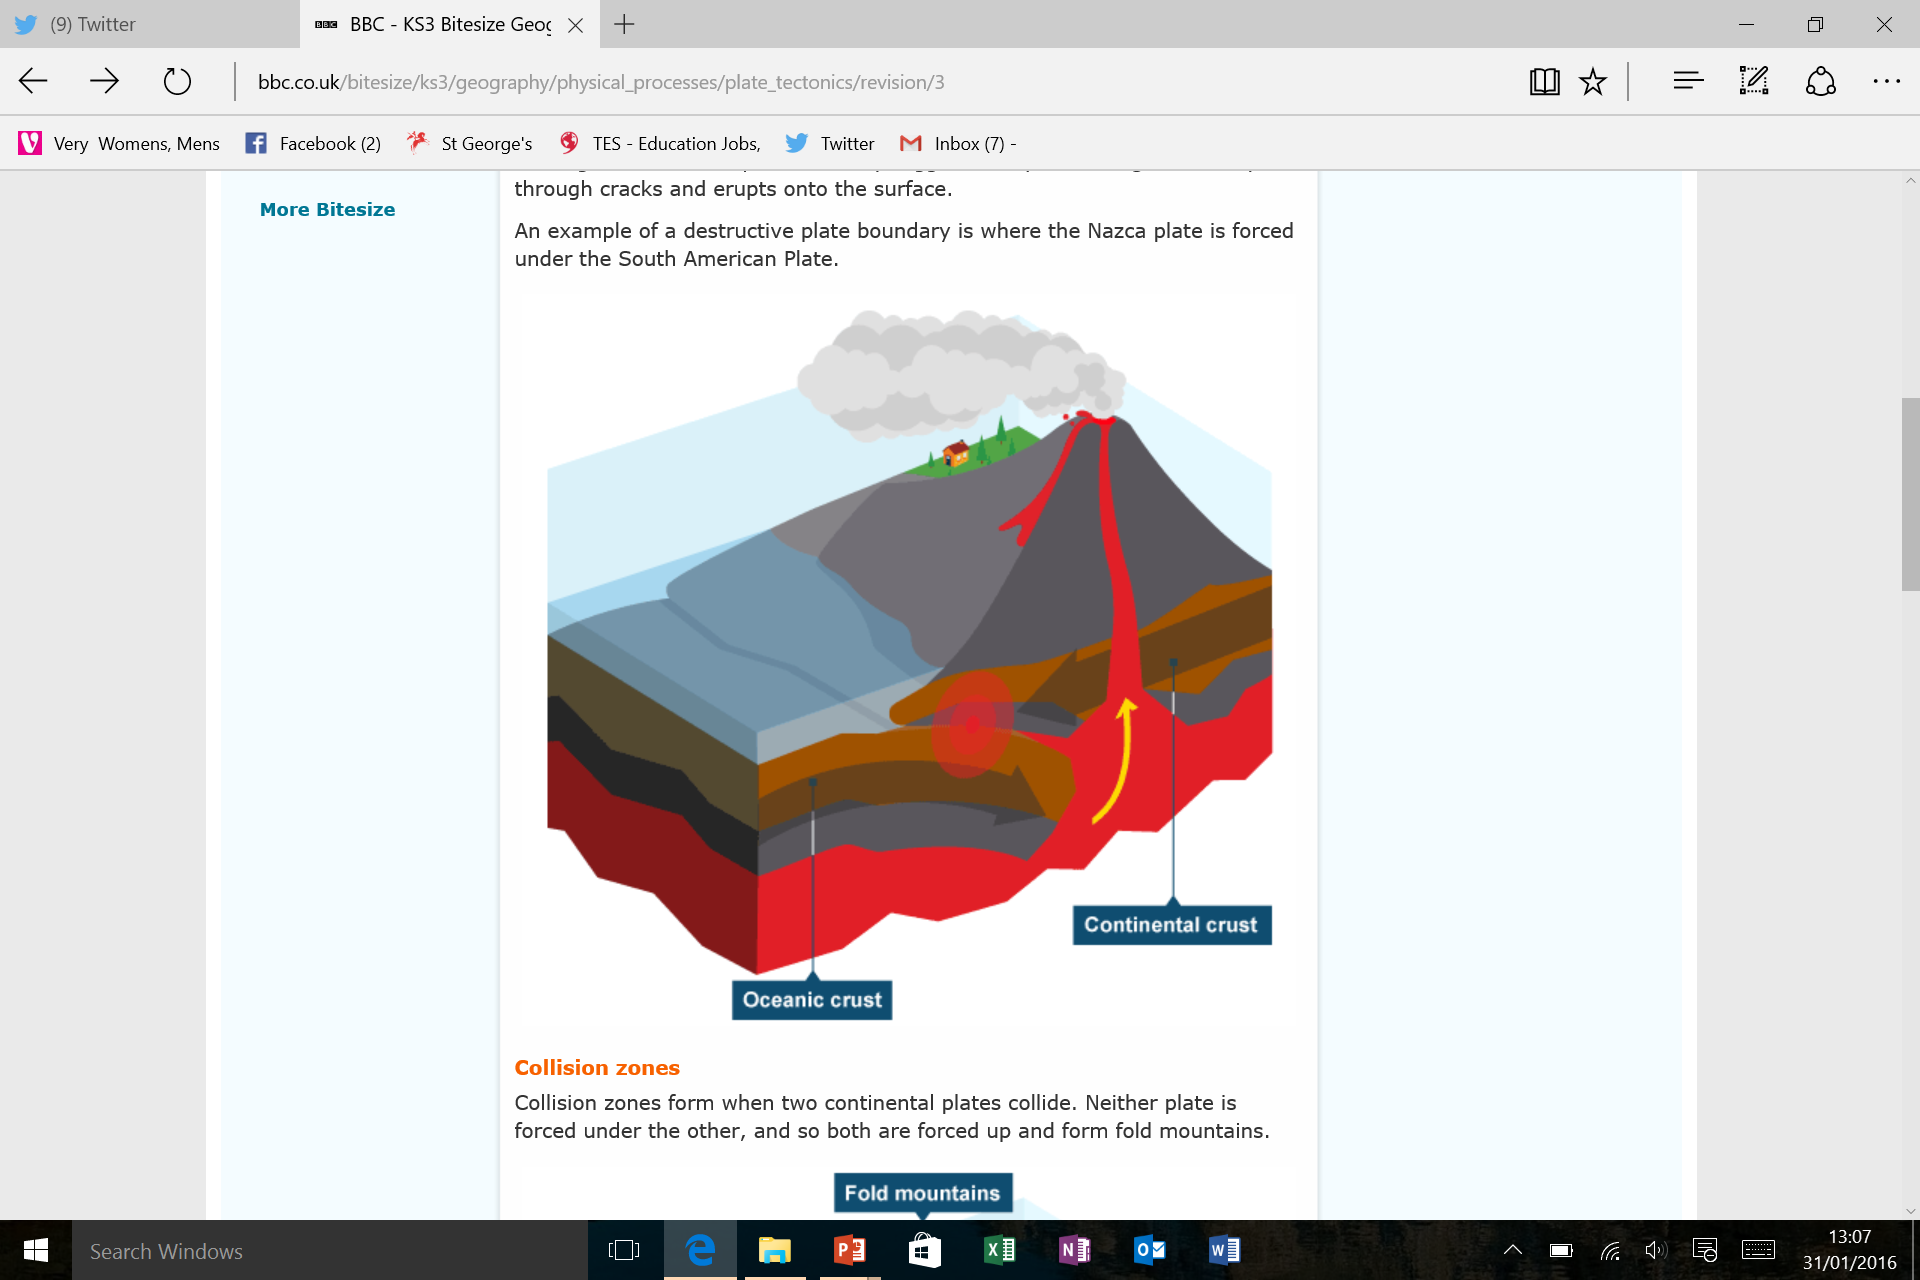 (9) Twitter
BBC BBC - KS3 Bitesize Geog
bbc.co.uk/bitesize/ks3/geography/physical_processes/plate_tectonics/revision/3
Very Womens, Mens
Facebook (2)
St George's
TES - Education Jobs,
Twitter
Inbox (7) -
More Bitesize
through cracks and erupts onto the surface.
An example of a destructive plate boundary is where the Nazca plate is forced
under the South American Plate.
Continental crust
Oceanic crust
Collision zones
Collision zones form when two continental plates collide. Neither plate is
forced under the other, and so both are forced up and form fold mountains.
Fold mountains
Search Windows
13:07
31/01/2016